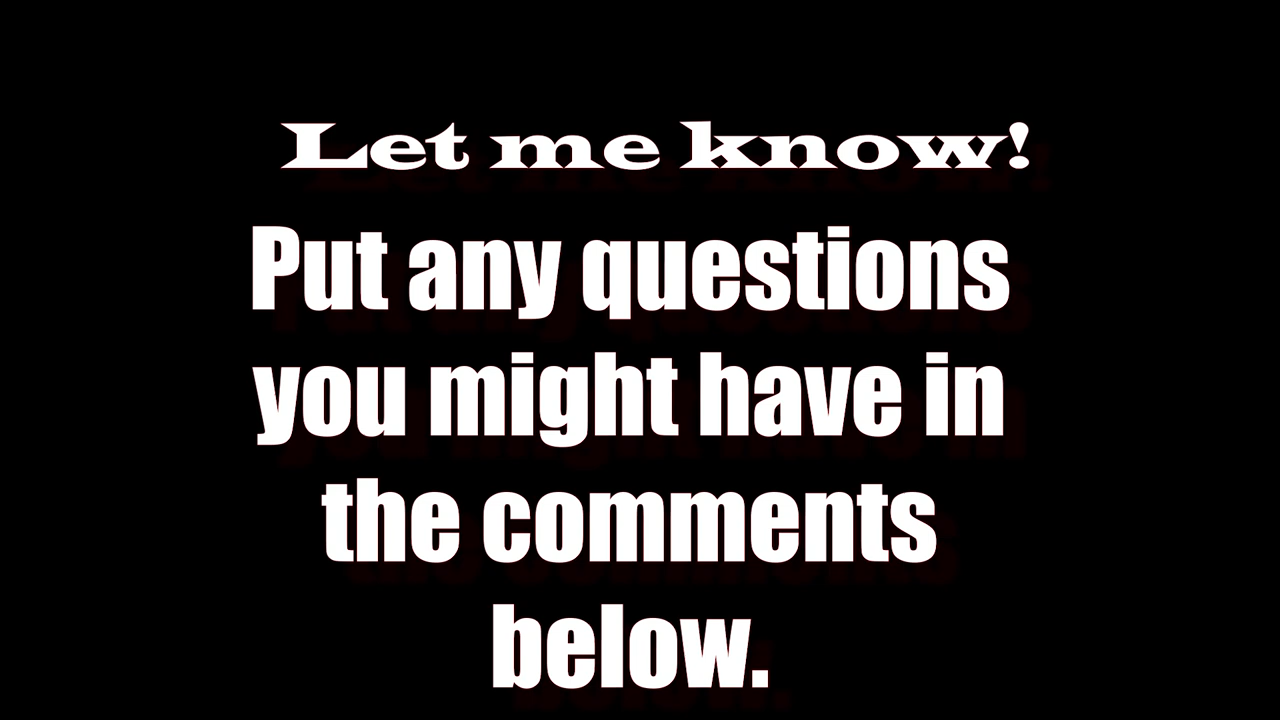 Let me know!
Put any questions
you might have in
the comments
below.